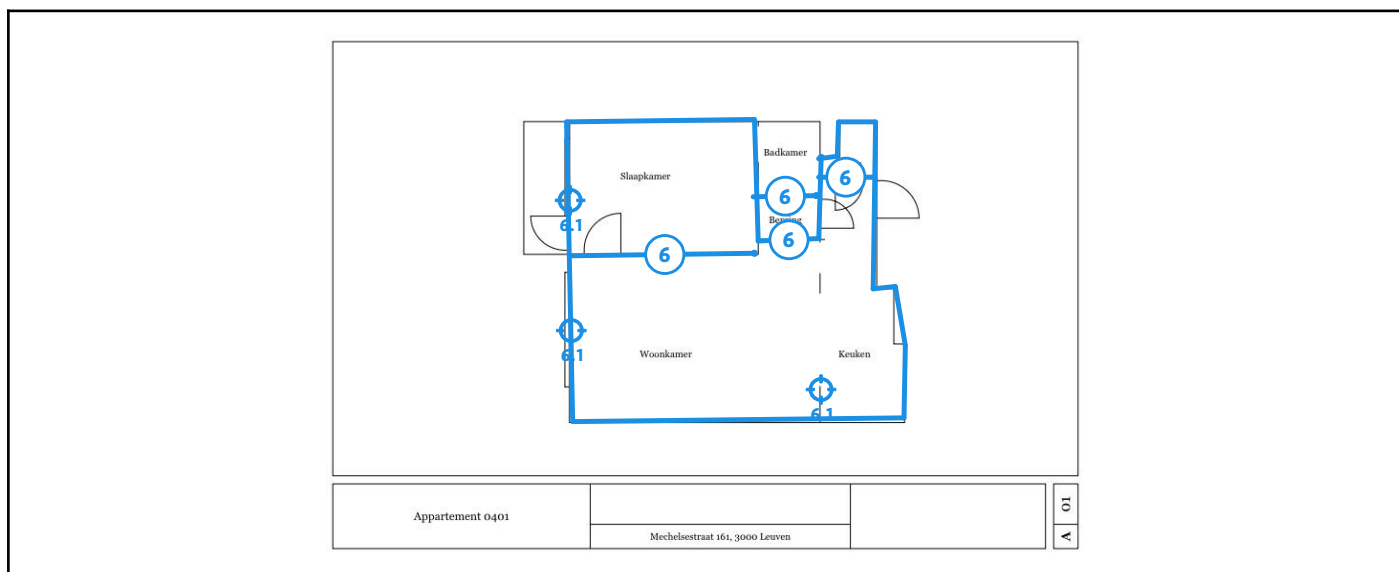 Badkamer
Slaapkamer
6
6
6.1
Berging
6
6
6.1
Woonkamer
Keuken
6.1
Appartement 0401
Mechelsestraat 161, 3000 Leuven
01
A